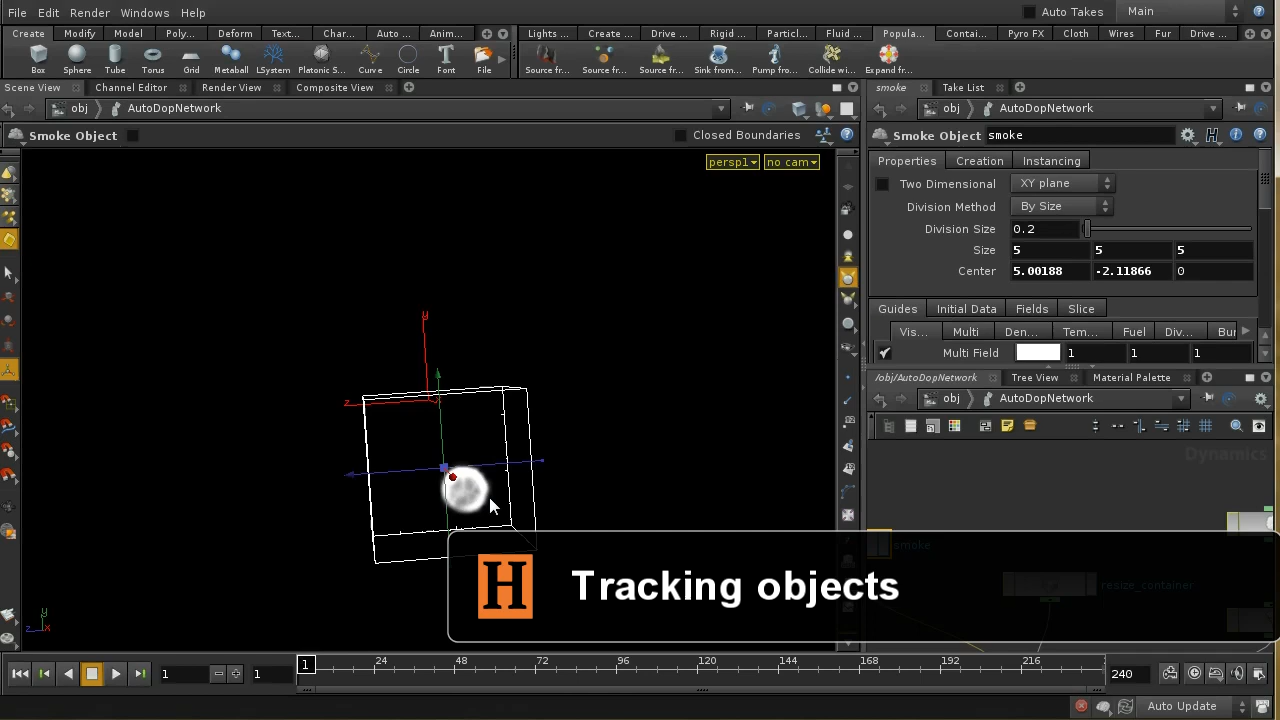 File Edit Render Windows Help
Auto Takes Main
Create Modify Model Poly... Deform Text... Char... Auto ... Anim...
Lights ... Create ... Drive ... Rigid ... Particl... Fluid ... Popula... Contai... Pyro FX Cloth Wires Fur Drive ...
Box Sphere Tube Torus Grid Metaball LSystem Platonic S... Curve Circle Font File
Source fr... Source fr... Source fr... Sink from... Pump fro... Collide wi... Expand fr...
Scene View Channel Editor Render View Composite View
smoke Take List
obj AutoDopNetwork
obj AutoDopNetwork
Smoke Object
Closed Boundaries
Smoke Object smoke
persp1 no cam
Properties Creation Instancing
Two Dimensional XY plane
Division Method By Size
Division Size 0.2
Size 5 5 5
Center 5.00188 -2.11866 0
Guides Initial Data Fields Slice
Vis... Multi Den... Tem... Fuel Div... Bur
Multi Field 1 1 1
/obj/AutoDopNetwork Tree View Material Palette
obj AutoDopNetwork
Dynamics
y
z
smoke
resize_container
H Tracking objects
y
z x
1 1 1 24 48 72 96 120 144 168 192 216 240
Auto Update